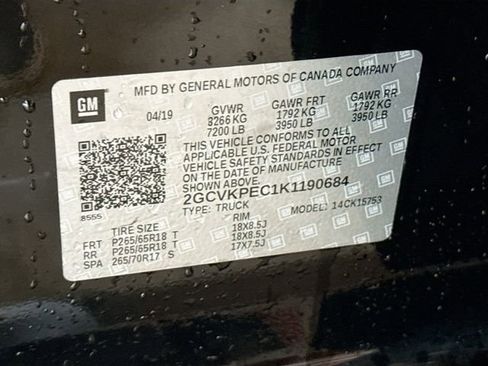 MFD BY GENERAL MOTORS OF CANADA COMPANY
GM
04/19 GVWR GAWR FRT GAWR RR
8266 KG 1792 KG 1792 KG
7200 LB 3950 LB 3950 LB
THIS VEHICLE CONFORMS TO ALL
APPLICABLE U.S. FEDERAL MOTOR
VEHICLE SAFETY STANDARDS IN EFFECT
ON THE DATE OF MANUFACTURE
SHOWN ABOVE
2GCVKPEC1K1190684
8555 TYPE: TRUCK MODEL: 14CK15753
TIRE SIZE RIM
FRT P265/65R18 T 18X8.5J
RR P265/65R18 T 18X8.5J
SPA 265/70R17 S 17X7.5J